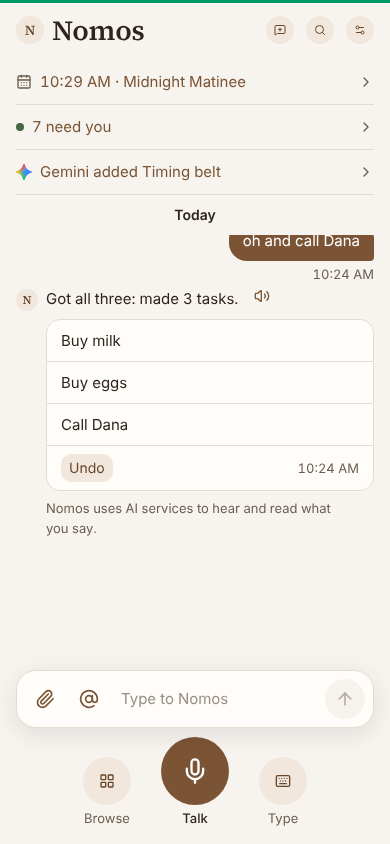 N Nomos
10:29 AM · Midnight Matinee
7 need you
Gemini added Timing belt
Today
oh and call Dana
10:24 AM
N Got all three: made 3 tasks.
Buy milk
Buy eggs
Call Dana
Undo 10:24 AM
Nomos uses AI services to hear and read what
you say.
Type to Nomos
Browse Talk Type